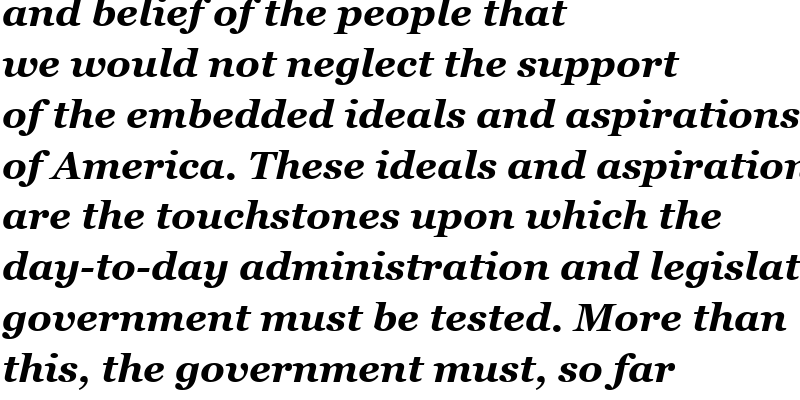 and belief of the people that
we would not neglect the support
of the embedded ideals and aspirations
of America. These ideals and aspiration
are the touchstones upon which the
day-to-day administration and legislat
government must be tested. More than
this, the government must, so far